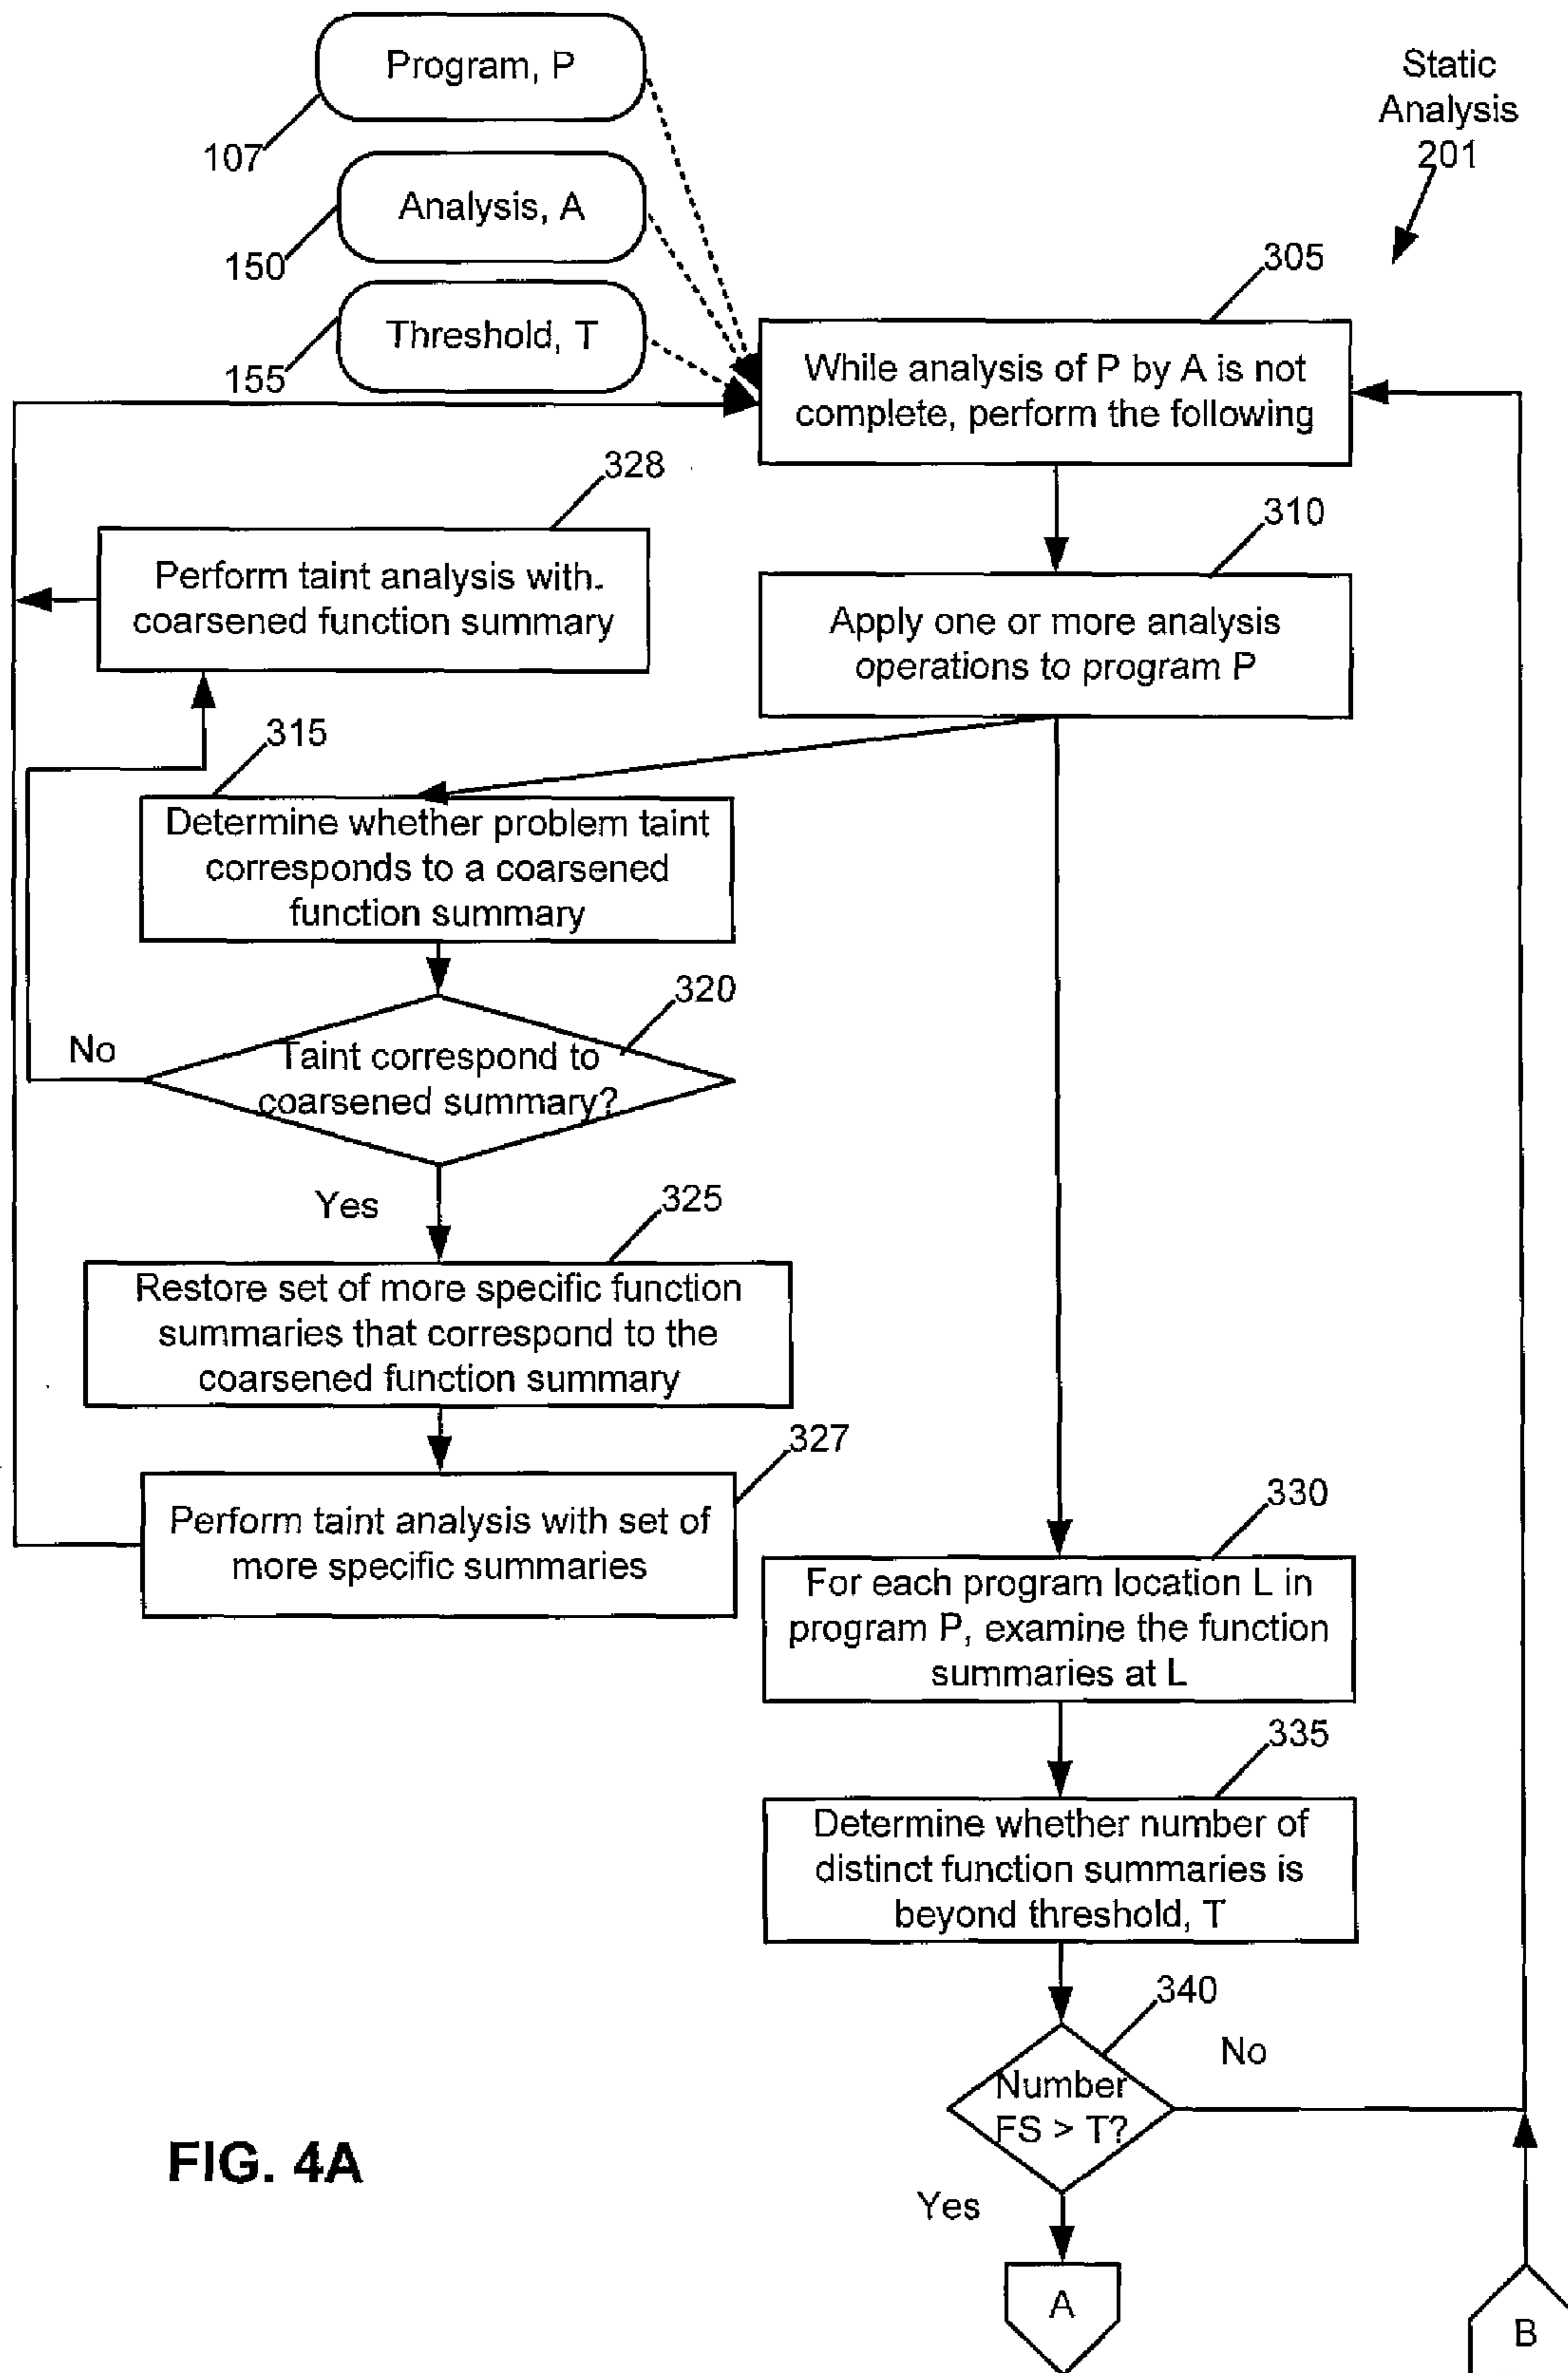 Program, P
107
Static
Analysis
201
Analysis, A
150
Threshold, T
155
305
While analysis of P by A is not
complete, perform the following
328
Perform taint analysis with
coarsened function summary
310
Apply one or more analysis
operations to program P
315
Determine whether problem taint
corresponds to a coarsened
function summary
320
No
Taint correspond to
coarsened summary?
Yes
325
Restore set of more specific function
summaries that correspond to the
coarsened function summary
327
Perform taint analysis with set of
more specific summaries
330
For each program location L in
program P, examine the function
summaries at L
335
Determine whether number of
distinct function summaries is
beyond threshold, T
340
No
Number
FS > T?
Yes
FIG. 4A
A
B